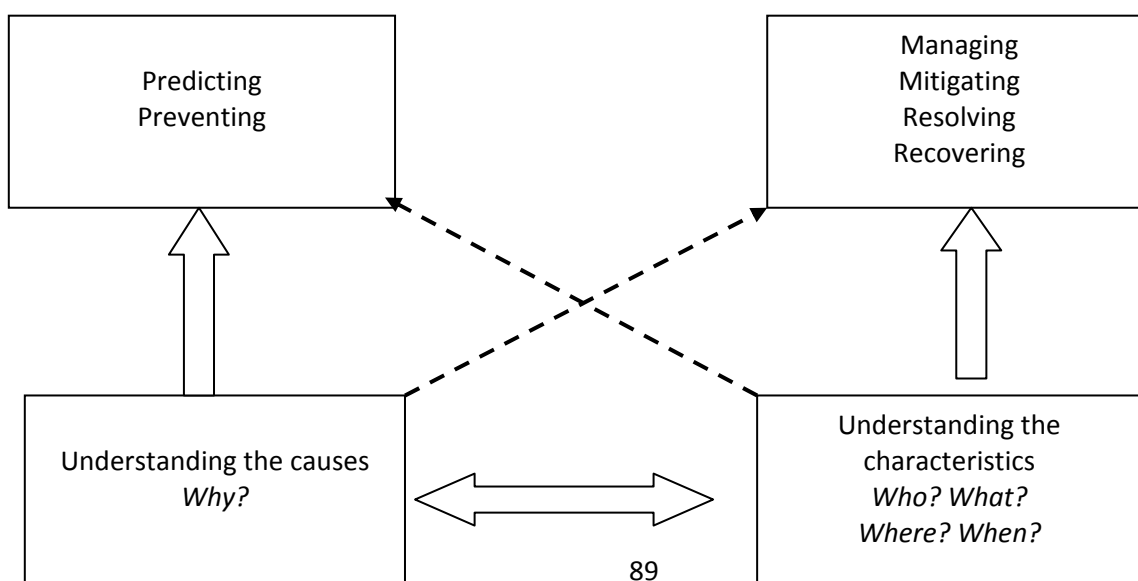 Predicting
Preventing
Managing
Mitigating
Resolving
Recovering
Understanding the causes
Why?
Understanding the
characteristics
Who? What?
Where? When?
89